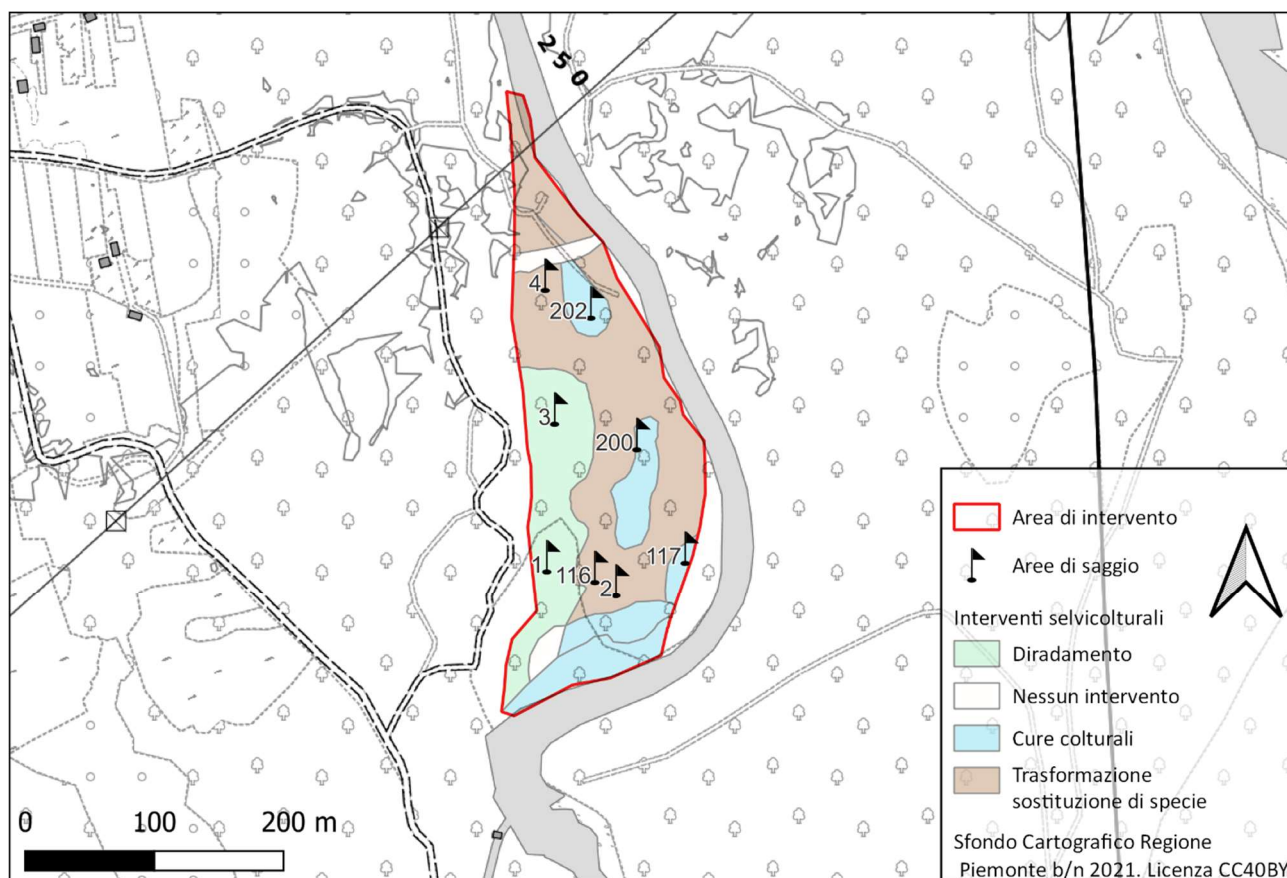 250
4
202
3
200
1
116
2
117
0 100 200 m
Area di intervento
Aree di saggio
Interventi selvicolturali
Diradamento
Nessun intervento
Cure colturali
Trasformazione
sostituzione di specie
Sfondo Cartografico Regione
Piemonte b/n 2021. Licenza CC40BY